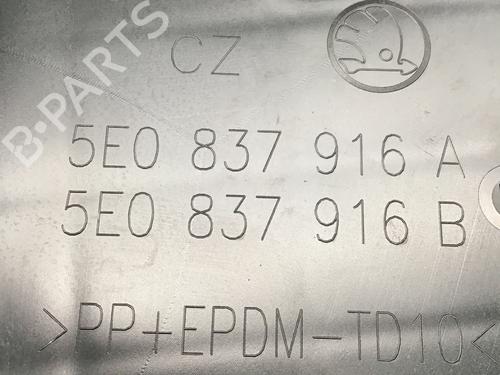 B-PARTS
CZ
5E0 837 916 A
5E0 837 916 B
>PP+EPDM-TD10<